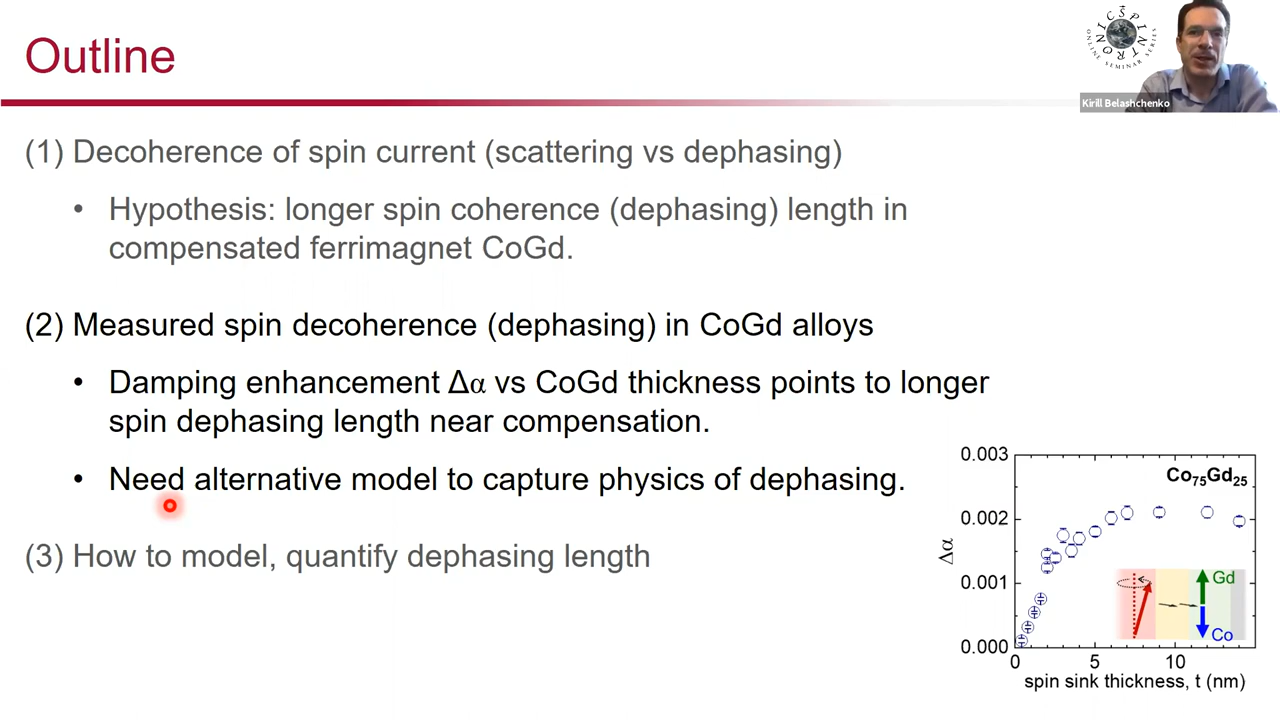 Outline
SPINTRONICS
ONLINE SEMINAR SERIES
Kirill Belashchenko
(1) Decoherence of spin current (scattering vs dephasing)
• Hypothesis: longer spin coherence (dephasing) length in
compensated ferrimagnet CoGd.
(2) Measured spin decoherence (dephasing) in CoGd alloys
• Damping enhancement Δα vs CoGd thickness points to longer
spin dephasing length near compensation.
• Need alternative model to capture physics of dephasing.
(3) How to model, quantify dephasing length
0.003
0.002
0.001
0.000
Δα
Co₇₅Gd₂₅
Gd
Co
0 5 10
spin sink thickness, t (nm)